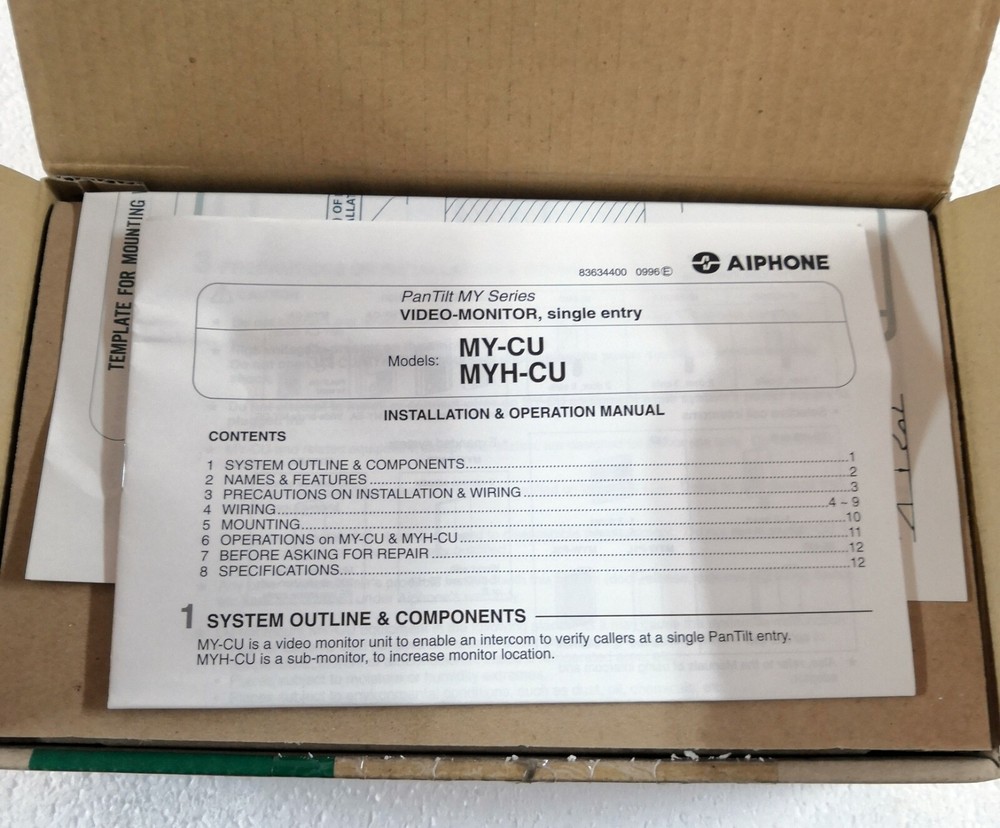 TEMPLATE FOR MOUNTING
83634400 0996Ⓔ AIPHONE
PanTilt MY Series
VIDEO-MONITOR, single entry
Models: MY-CU
MYH-CU
INSTALLATION & OPERATION MANUAL
CONTENTS
1 SYSTEM OUTLINE & COMPONENTS........1
2 NAMES & FEATURES........2
3 PRECAUTIONS ON INSTALLATION & WIRING........3
4 WIRING........4 ~ 9
5 MOUNTING........10
6 OPERATIONS on MY-CU & MYH-CU........11
7 BEFORE ASKING FOR REPAIR........12
8 SPECIFICATIONS........12
1 SYSTEM OUTLINE & COMPONENTS
MY-CU is a video monitor unit to enable an intercom to verify callers at a single PanTilt entry.
MYH-CU is a sub-monitor, to increase monitor location.